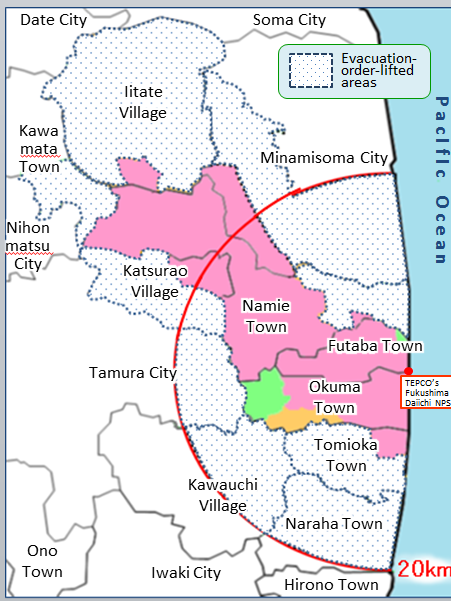 Date City
Soma City
Evacuation-
order-lifted
areas
Iitate
Village
Pacific Ocean
Kawa
mata
Town
Minamisoma City
Nihon
matsu
City
Katsurao
Village
Namie
Town
Futaba Town
TEPCO's
Fukushima
Daiichi NPS
Tamura City
Okuma
Town
Tomioka
Town
Kawauchi
Village
Naraha Town
Ono
Town
Iwaki City
20km
Hirono Town